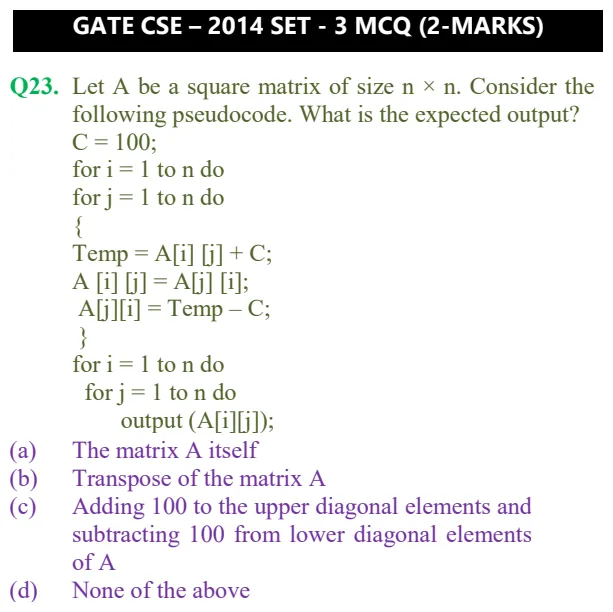 GATE CSE – 2014 SET - 3 MCQ (2-MARKS)
Q23. Let A be a square matrix of size n × n. Consider the
following pseudocode. What is the expected output?
C = 100;
for i = 1 to n do
for j = 1 to n do
{
Temp = A[i] [j] + C;
A [i] [j] = A[j] [i];
A[j][i] = Temp – C;
}
for i = 1 to n do
for j = 1 to n do
output (A[i][j]);
(a) The matrix A itself
(b) Transpose of the matrix A
(c) Adding 100 to the upper diagonal elements and
subtracting 100 from lower diagonal elements
of A
(d) None of the above